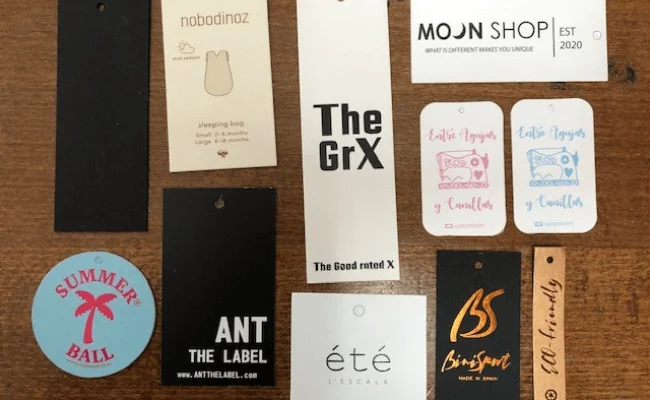 nobodinoz
mid season
sleeping bag
Small 0-6 months
Large 6-18 months
The
GrX
The Good rated X
MOON SHOP
EST
2020
WHAT IS DIFFERENT MAKES YOU UNIQUE
Entre Agujas
y Canillas
Entre Agujas
y Canillas
SUMMER®
BALL
ANT
THE LABEL
www.ANTTHELABEL.com
été
L'ESCALA
BS
BiniSport
MADE IN SPAIN
Eco-friendly